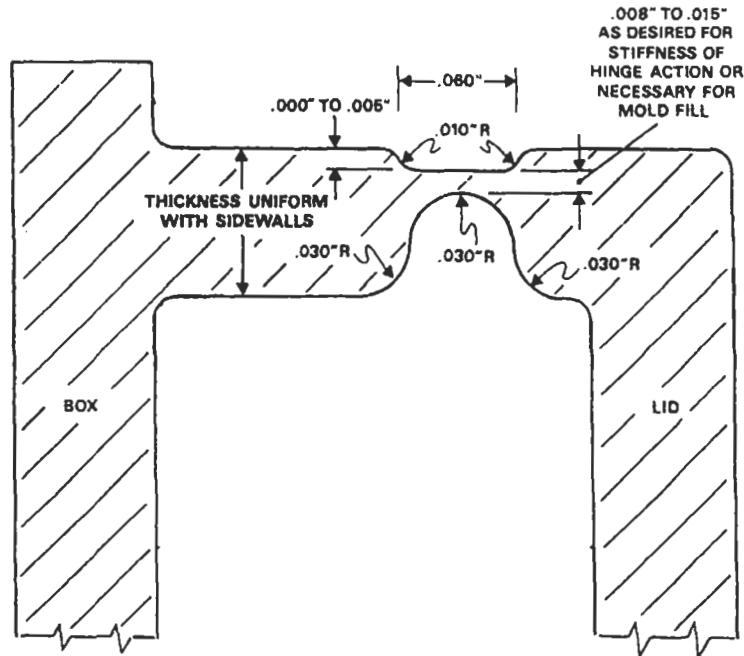 .008" TO .015"
AS DESIRED FOR
STIFFNESS OF
HINGE ACTION OR
NECESSARY FOR
MOLD FILL
.060"
.000" TO .005"
.010"R
THICKNESS UNIFORM
WITH SIDEWALLS
.030"R
.030"R
.030"R
BOX
LID